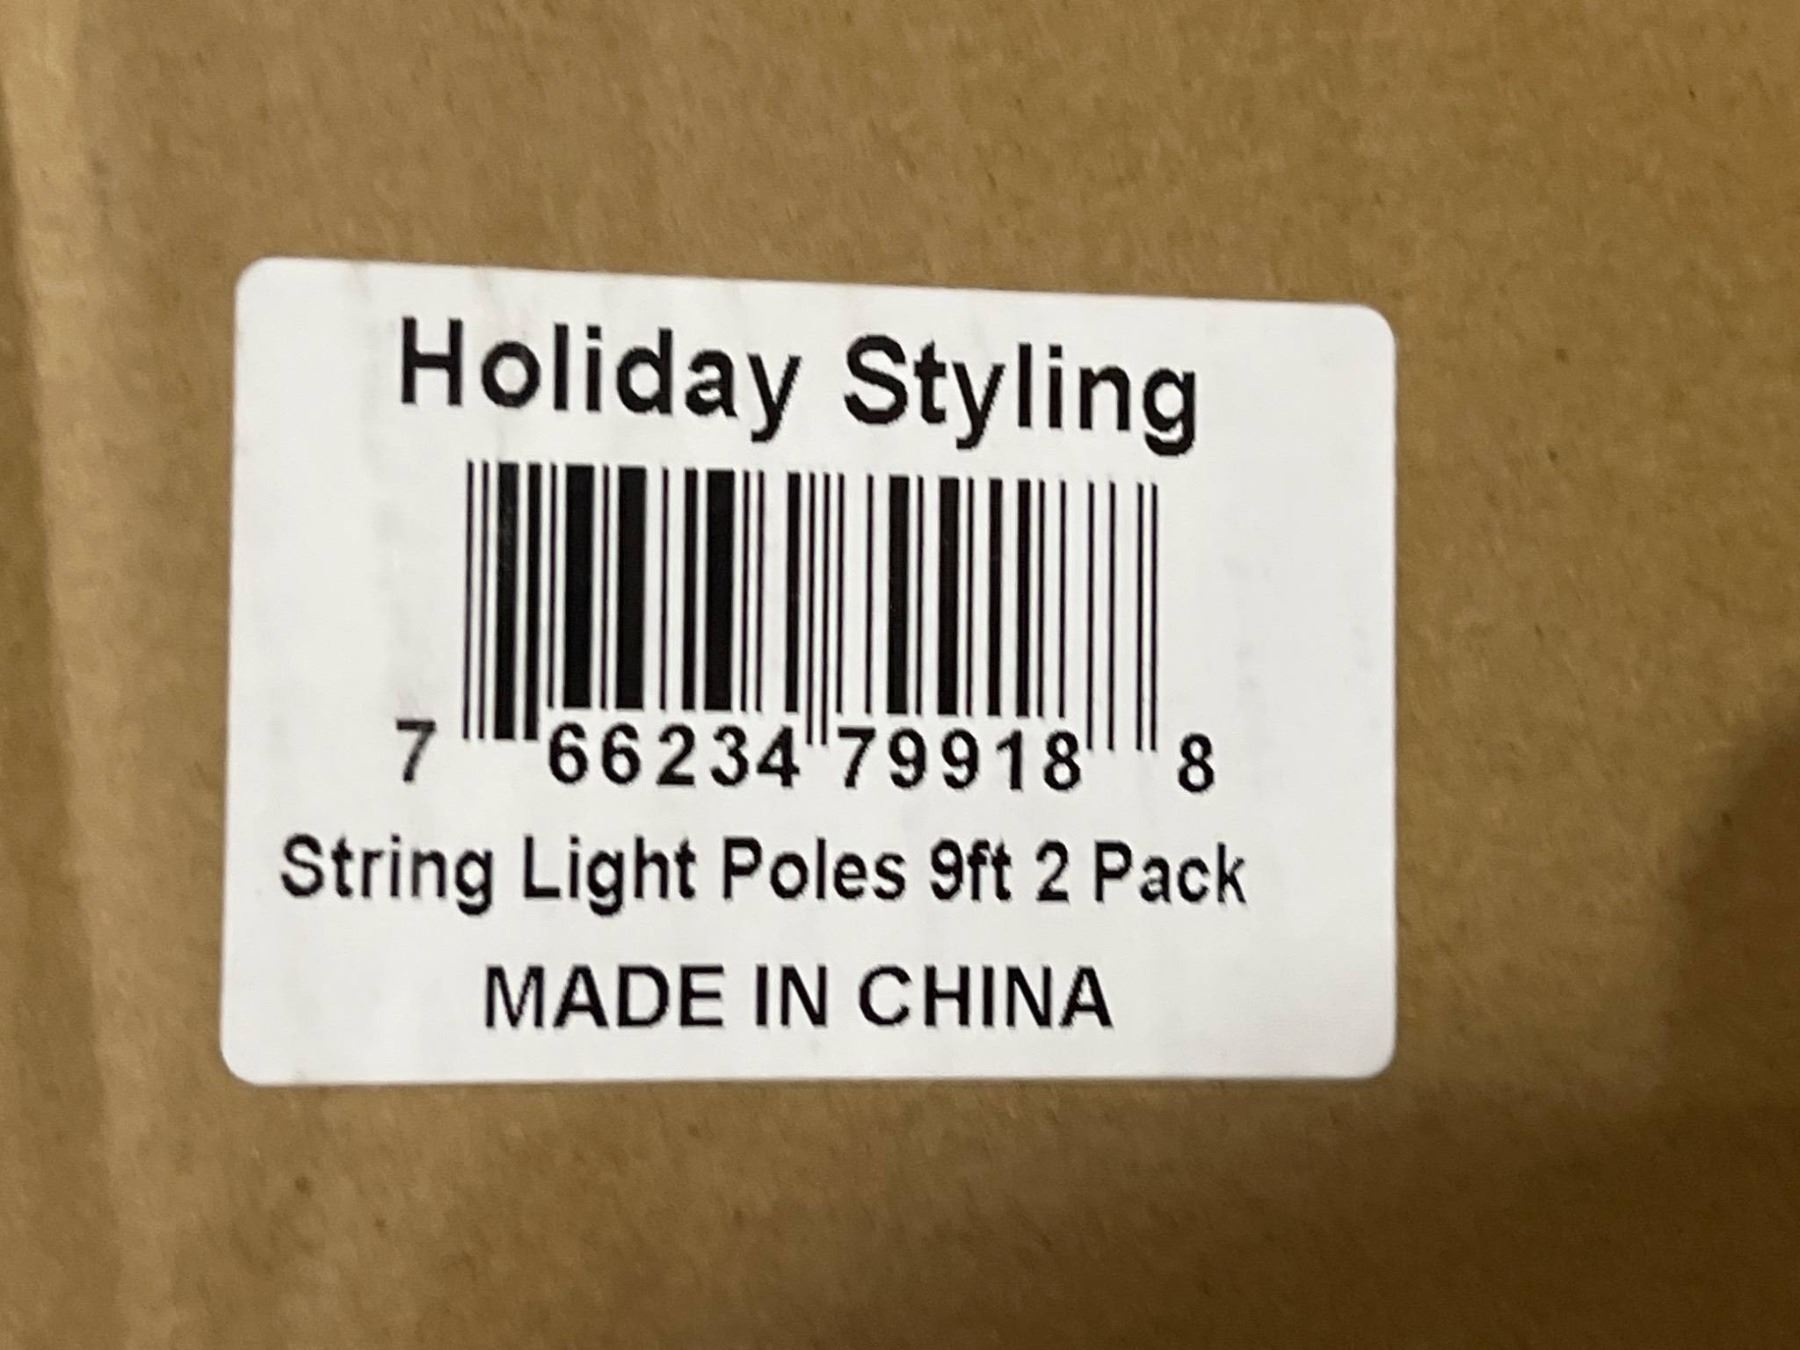 Holiday Styling
7 66234 79918 8
String Light Poles 9ft 2 Pack
MADE IN CHINA